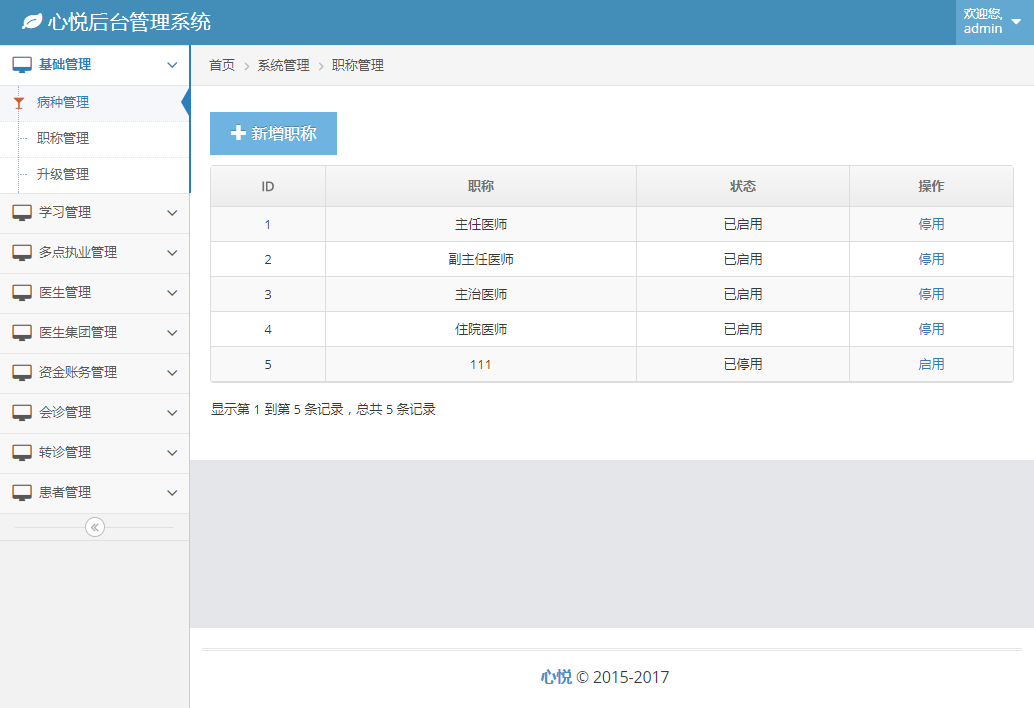 心悦后台管理系统
欢迎您,
admin
基础管理
病种管理
职称管理
升级管理
学习管理
多点执业管理
医生管理
医生集团管理
资金账务管理
会诊管理
转诊管理
患者管理
首页 系统管理 职称管理
新增职称
ID 职称 状态 操作
1 主任医师 已启用 停用
2 副主任医师 已启用 停用
3 主治医师 已启用 停用
4 住院医师 已启用 停用
5 111 已停用 启用
显示第 1 到第 5 条记录，总共 5 条记录
心悦 © 2015-2017